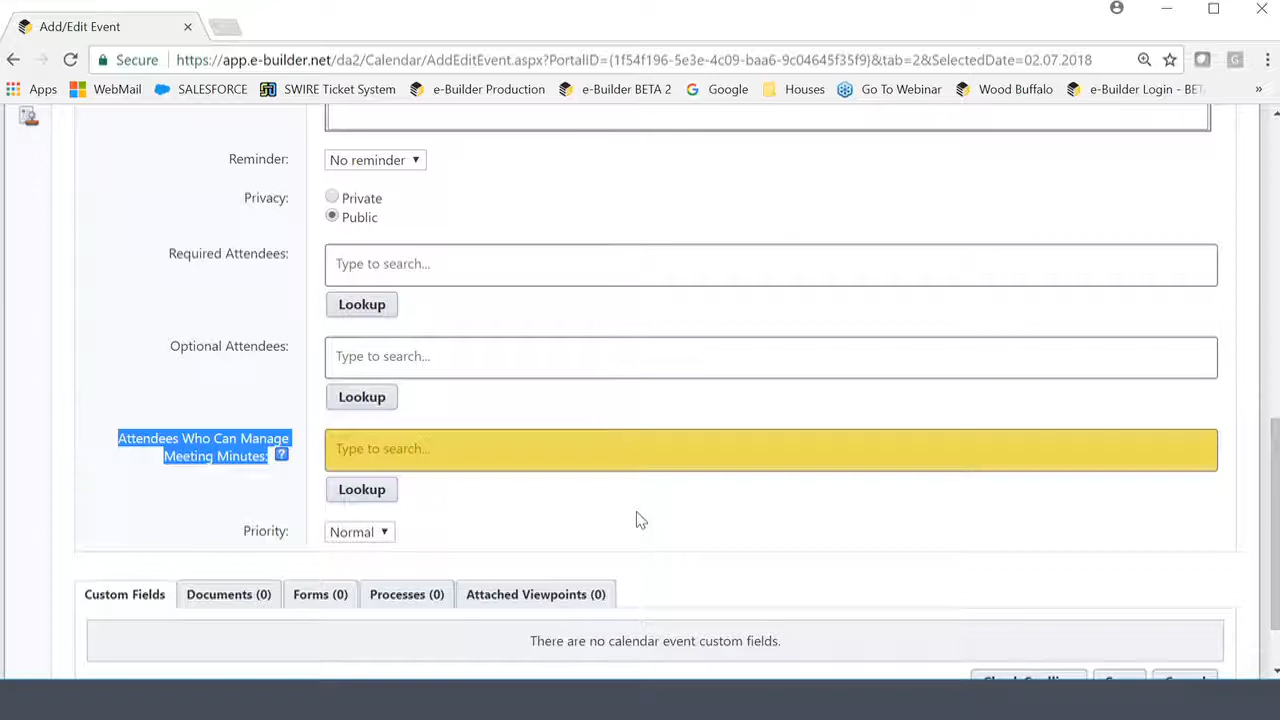 Add/Edit Event
Secure https://app.e-builder.net/da2/Calendar/AddEditEvent.aspx?PortalID={1f54f196-5e3e-4c09-baa6-9c04645f35f9}&tab=2&SelectedDate=02.07.2018
Apps WebMail SALESFORCE SWIRE Ticket System e-Builder Production e-Builder BETA 2 Google Houses Go To Webinar Wood Buffalo e-Builder Login - BET »
Reminder: No reminder
Privacy: Private
Public
Required Attendees: Type to search...
Lookup
Optional Attendees: Type to search...
Lookup
Attendees Who Can Manage
Meeting Minutes: ? Type to search...
Lookup
Priority: Normal
Custom Fields Documents (0) Forms (0) Processes (0) Attached Viewpoints (0)
There are no calendar event custom fields.